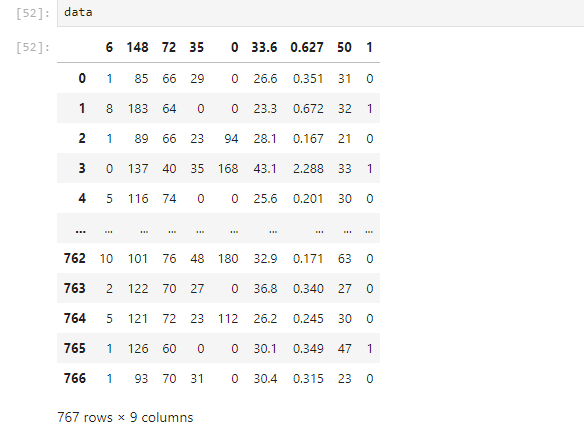 [52]: data
[52]: 6 148 72 35 0 33.6 0.627 50 1
0 1 85 66 29 0 26.6 0.351 31 0
1 8 183 64 0 0 23.3 0.672 32 1
2 1 89 66 23 94 28.1 0.167 21 0
3 0 137 40 35 168 43.1 2.288 33 1
4 5 116 74 0 0 25.6 0.201 30 0
... ... ... ... ... ... ... ... ... ...
762 10 101 76 48 180 32.9 0.171 63 0
763 2 122 70 27 0 36.8 0.340 27 0
764 5 121 72 23 112 26.2 0.245 30 0
765 1 126 60 0 0 30.1 0.349 47 1
766 1 93 70 31 0 30.4 0.315 23 0
767 rows × 9 columns